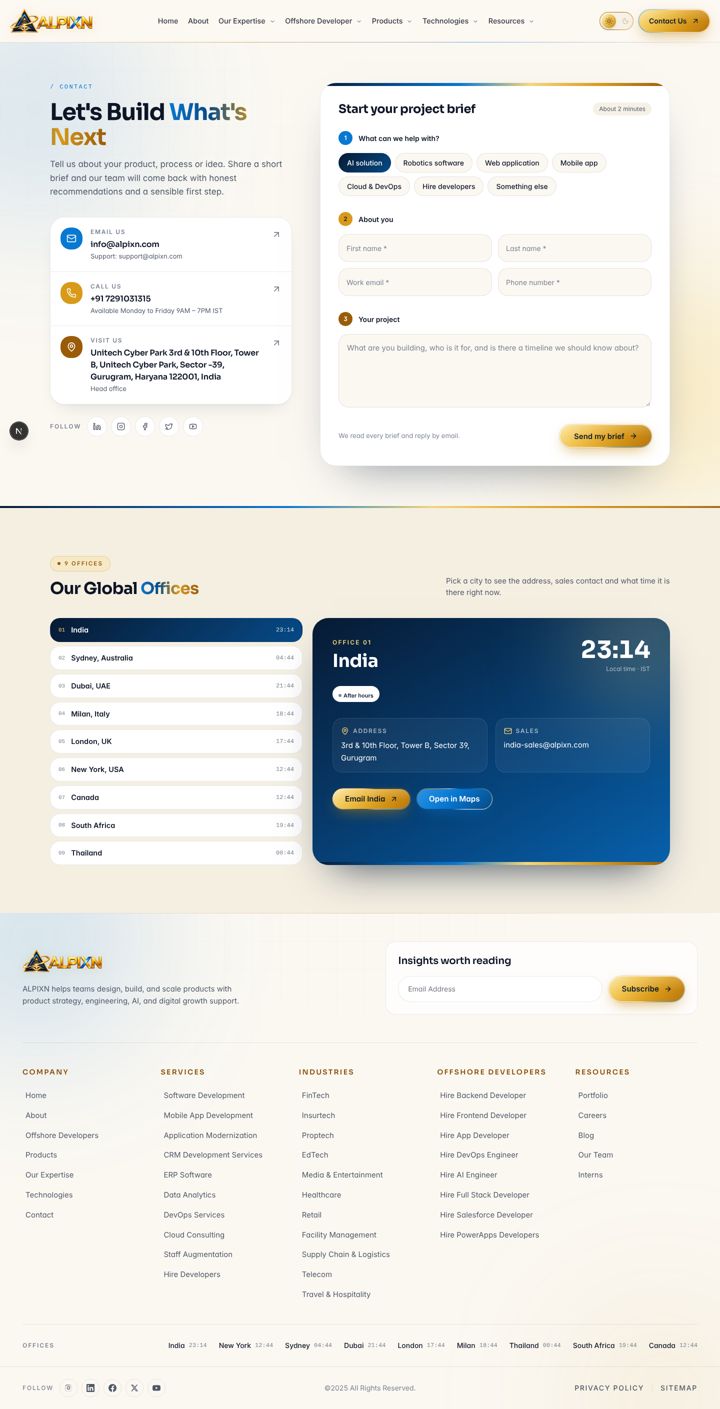 ALPIXN
Home About Our Expertise Offshore Developer Products Technologies Resources
Contact Us
/ CONTACT
Let's Build What's
Next
Tell us about your product, process or idea. Share a short
brief and our team will come back with honest
recommendations and a sensible first step.
EMAIL US
info@alpixn.com
Support: support@alpixn.com
CALL US
+91 7291031315
Available Monday to Friday 9AM – 7PM IST
VISIT US
Unitech Cyber Park 3rd & 10th Floor, Tower
B, Unitech Cyber Park, Sector -39,
Gurugram, Haryana 122001, India
Head office
N
FOLLOW
Start your project brief
About 2 minutes
1 What can we help with?
AI solution Robotics software Web application Mobile app
Cloud & DevOps Hire developers Something else
2 About you
First name * Last name *
Work email * Phone number *
3 Your project
What are you building, who is it for, and is there a timeline we should know about?
We read every brief and reply by email.
Send my brief
9 OFFICES
Our Global Offices
Pick a city to see the address, sales contact and what time it is
there right now.
01 India 23:14
02 Sydney, Australia 04:44
03 Dubai, UAE 21:44
04 Milan, Italy 18:44
05 London, UK 17:44
06 New York, USA 12:44
07 Canada 12:44
08 South Africa 19:44
09 Thailand 00:44
OFFICE 01
India
23:14
Local time · IST
After hours
ADDRESS
3rd & 10th Floor, Tower B, Sector 39,
Gurugram
SALES
india-sales@alpixn.com
Email India
Open in Maps
ALPIXN
ALPIXN helps teams design, build, and scale products with
product strategy, engineering, AI, and digital growth support.
Insights worth reading
Email Address
Subscribe
COMPANY
Home
About
Offshore Developers
Products
Our Expertise
Technologies
Contact
SERVICES
Software Development
Mobile App Development
Application Modernization
CRM Development Services
ERP Software
Data Analytics
DevOps Services
Cloud Consulting
Staff Augmentation
Hire Developers
INDUSTRIES
FinTech
Insurtech
Proptech
EdTech
Media & Entertainment
Healthcare
Retail
Facility Management
Supply Chain & Logistics
Telecom
Travel & Hospitality
OFFSHORE DEVELOPERS
Hire Backend Developer
Hire Frontend Developer
Hire App Developer
Hire DevOps Engineer
Hire AI Engineer
Hire Full Stack Developer
Hire Salesforce Developer
Hire PowerApps Developers
RESOURCES
Portfolio
Careers
Blog
Our Team
Interns
OFFICES India 23:14 New York 12:44 Sydney 04:44 Dubai 21:44 London 17:44 Milan 18:44 Thailand 00:44 South Africa 19:44 Canada 12:44
FOLLOW
©2025 All Rights Reserved.
PRIVACY POLICY SITEMAP